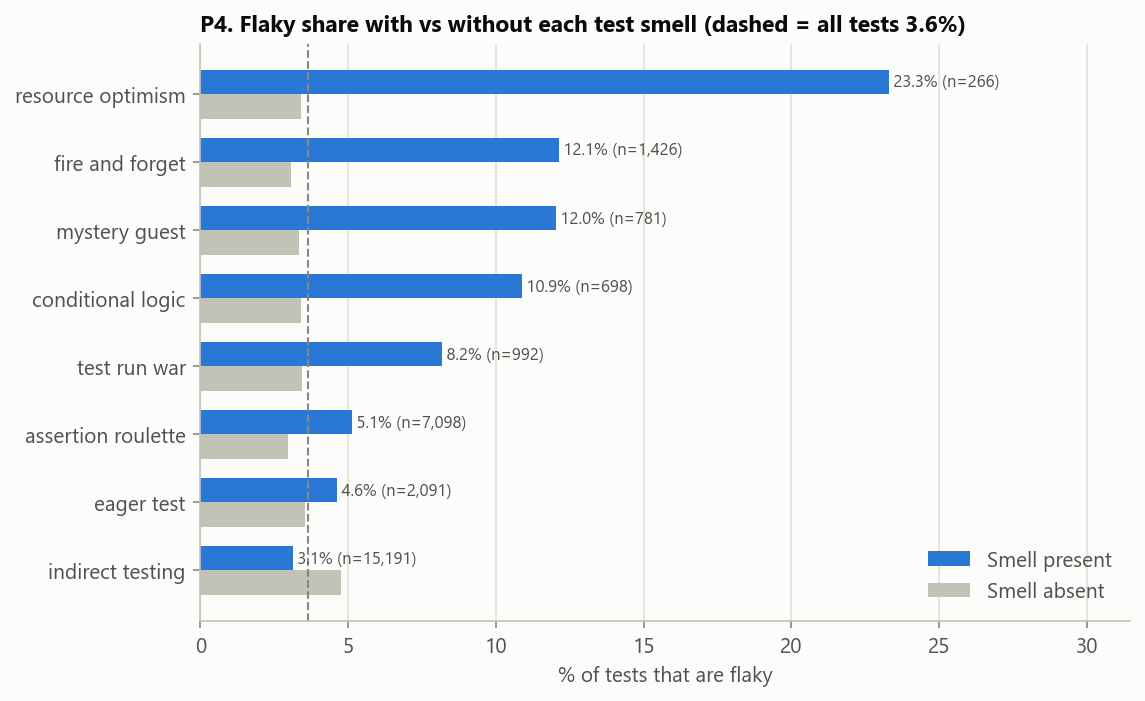 P4. Flaky share with vs without each test smell (dashed = all tests 3.6%)
resource optimism
23.3% (n=266)
fire and forget
12.1% (n=1,426)
mystery guest
12.0% (n=781)
conditional logic
10.9% (n=698)
test run war
8.2% (n=992)
assertion roulette
5.1% (n=7,098)
eager test
4.6% (n=2,091)
indirect testing
3.1% (n=15,191)
Smell present
Smell absent
0 5 10 15 20 25 30
% of tests that are flaky